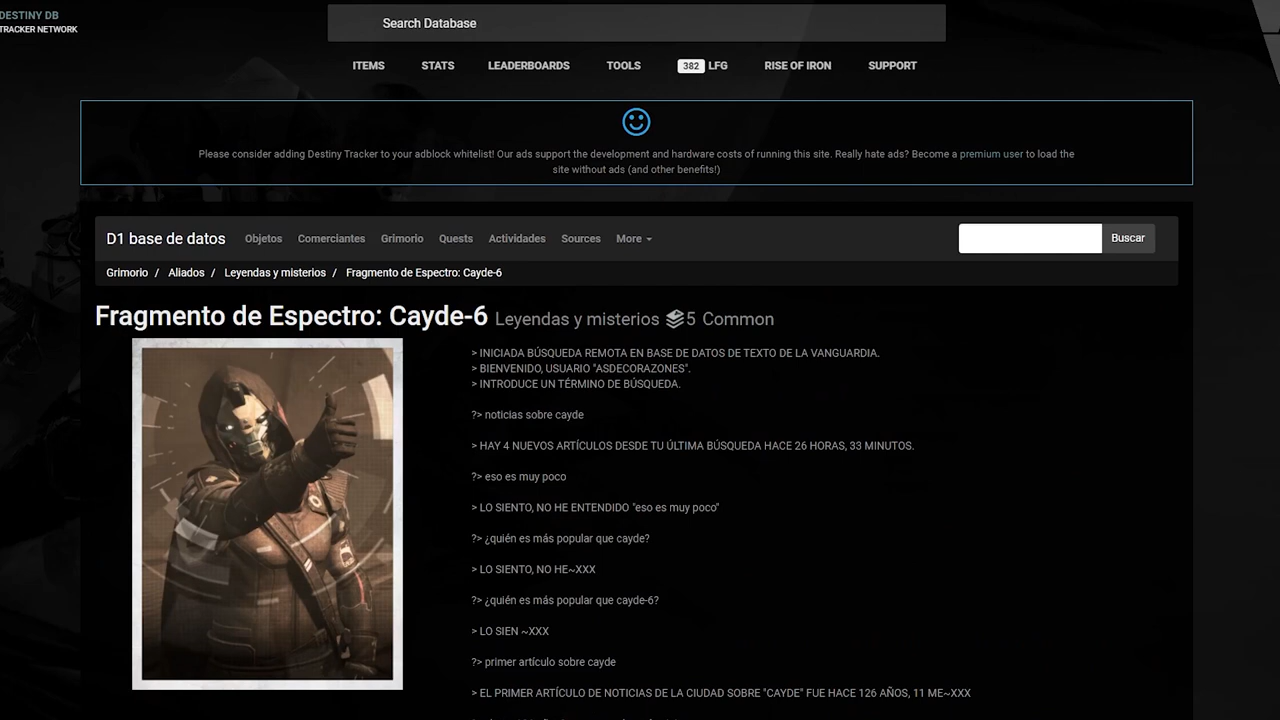 DESTINY DB
TRACKER NETWORK
Search Database
ITEMS STATS LEADERBOARDS TOOLS 382 LFG RISE OF IRON SUPPORT
Please consider adding Destiny Tracker to your adblock whitelist! Our ads support the development and hardware costs of running this site. Really hate ads? Become a premium user to load the
site without ads (and other benefits!)
D1 base de datos Objetos Comerciantes Grimorio Quests Actividades Sources More Buscar
Grimorio / Aliados / Leyendas y misterios / Fragmento de Espectro: Cayde-6
Fragmento de Espectro: Cayde-6 Leyendas y misterios 5 Common
> INICIADA BÚSQUEDA REMOTA EN BASE DE DATOS DE TEXTO DE LA VANGUARDIA.
> BIENVENIDO, USUARIO "ASDECORAZONES".
> INTRODUCE UN TÉRMINO DE BÚSQUEDA.
?> noticias sobre cayde
> HAY 4 NUEVOS ARTÍCULOS DESDE TU ÚLTIMA BÚSQUEDA HACE 26 HORAS, 33 MINUTOS.
?> eso es muy poco
> LO SIENTO, NO HE ENTENDIDO "eso es muy poco"
?> ¿quién es más popular que cayde?
> LO SIENTO, NO HE~XXX
?> ¿quién es más popular que cayde-6?
> LO SIEN ~XXX
?> primer artículo sobre cayde
> EL PRIMER ARTÍCULO DE NOTICIAS DE LA CIUDAD SOBRE "CAYDE" FUE HACE 126 AÑOS, 11 ME~XXX